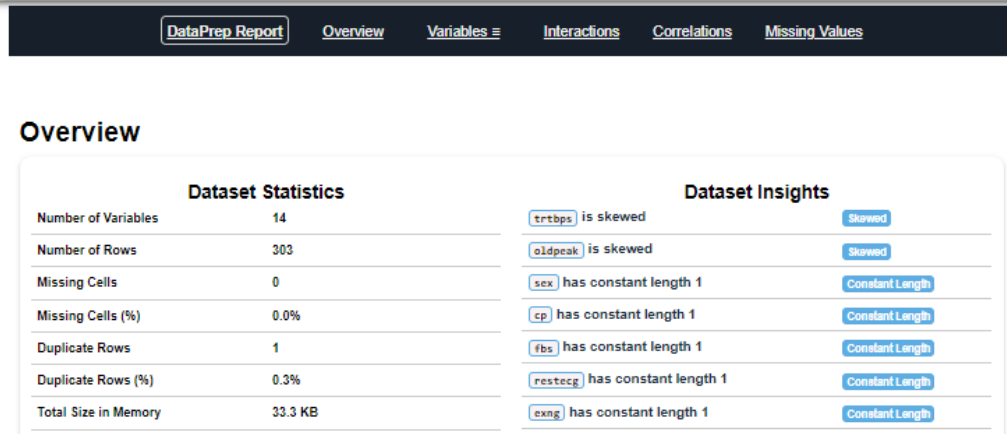 DataPrep Report Overview Variables ≡ Interactions Correlations Missing Values
Overview
Dataset Statistics
Number of Variables 14
Number of Rows 303
Missing Cells 0
Missing Cells (%) 0.0%
Duplicate Rows 1
Duplicate Rows (%) 0.3%
Total Size in Memory 33.3 KB
Dataset Insights
trtbps is skewed Skewed
oldpeak is skewed Skewed
sex has constant length 1 Constant Length
cp has constant length 1 Constant Length
fbs has constant length 1 Constant Length
restecg has constant length 1 Constant Length
exng has constant length 1 Constant Length